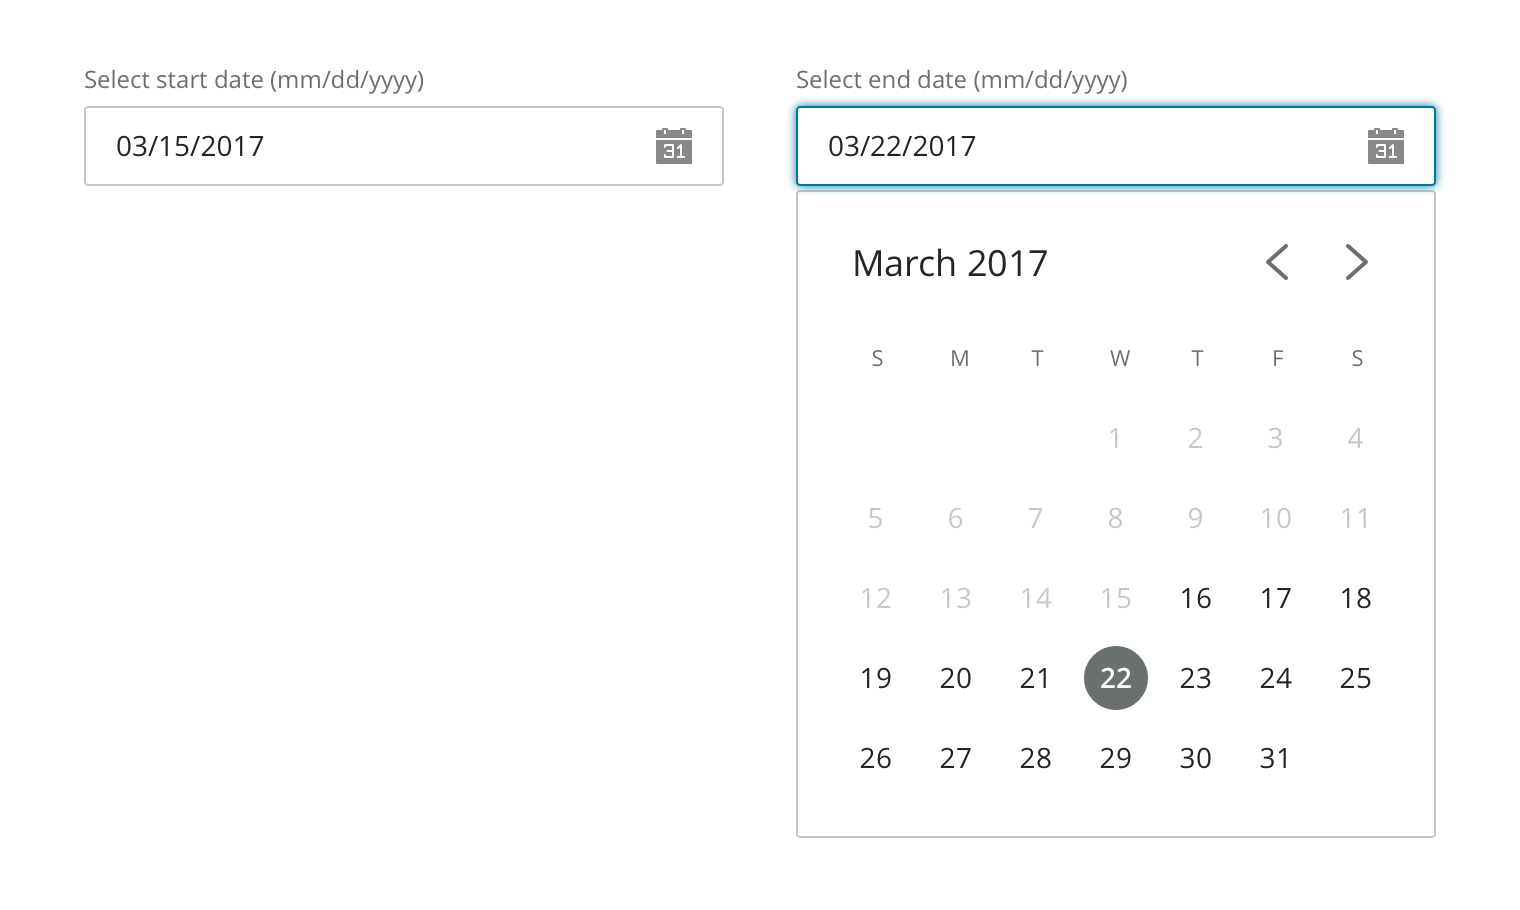 Select start date (mm/dd/yyyy)
03/15/2017
31
Select end date (mm/dd/yyyy)
03/22/2017
31
March 2017
S M T W T F S
1 2 3 4
5 6 7 8 9 10 11
12 13 14 15 16 17 18
19 20 21 22 23 24 25
26 27 28 29 30 31